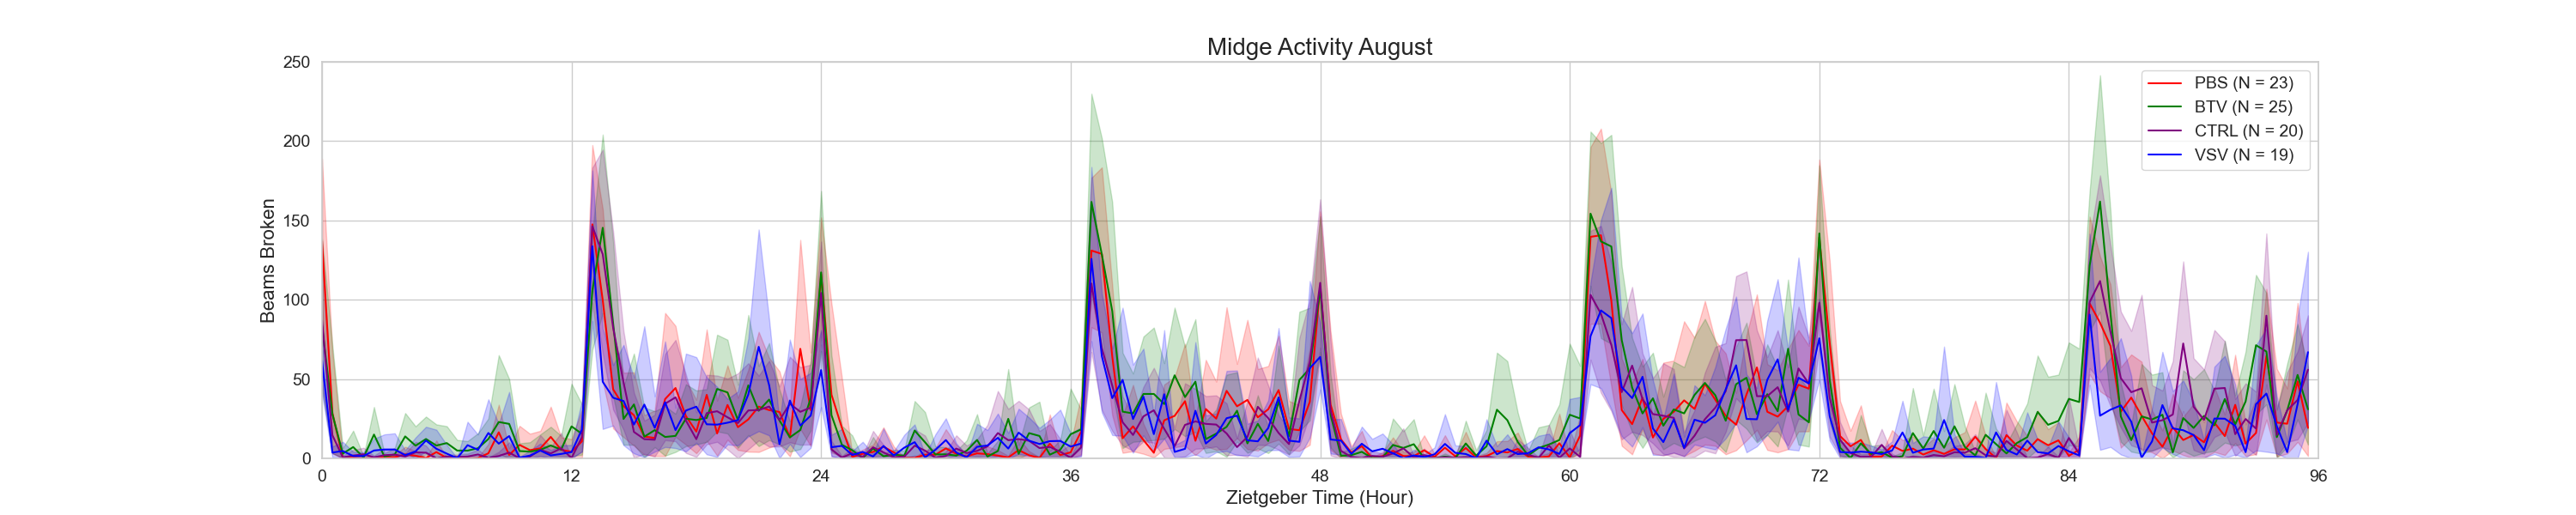 Midge Activity August
250
200
150
100
50
0
Beams Broken
PBS (N = 23)
BTV (N = 25)
CTRL (N = 20)
VSV (N = 19)
0 12 24 36 48 60 72 84 96
Zietgeber Time (Hour)